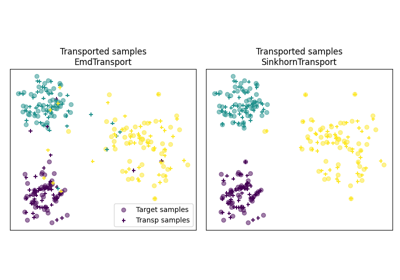 Transported samples
EmdTransport
Transported samples
SinkhornTransport
Target samples
Transp samples